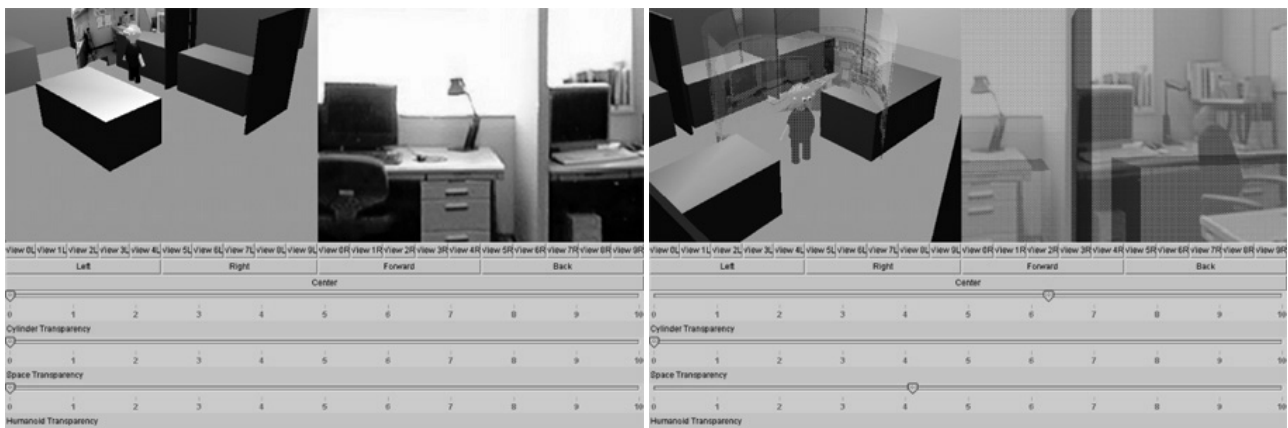 View 0L View 1L View 2L View 3L View 4L View 5L View 6L View 7L View 8L View 9L View 0R View 1R View 2R View 3R View 4R View 5R View 6R View 7R View 8R View 9R
Left Right Forward Back
Center
0 1 2 3 4 5 6 7 8 9 10
Cylinder Transparency
0 1 2 3 4 5 6 7 8 9 10
Space Transparency
0 1 2 3 4 5 6 7 8 9 10
Humanoid Transparency
View 0L View 1L View 2L View 3L View 4L View 5L View 6L View 7L View 8L View 9L View 0R View 1R View 2R View 3R View 4R View 5R View 6R View 7R View 8R View 9R
Left Right Forward Back
Center
0 1 2 3 4 5 6 7 8 9 10
Cylinder Transparency
0 1 2 3 4 5 6 7 8 9 10
Space Transparency
0 1 2 3 4 5 6 7 8 9 10
Humanoid Transparency